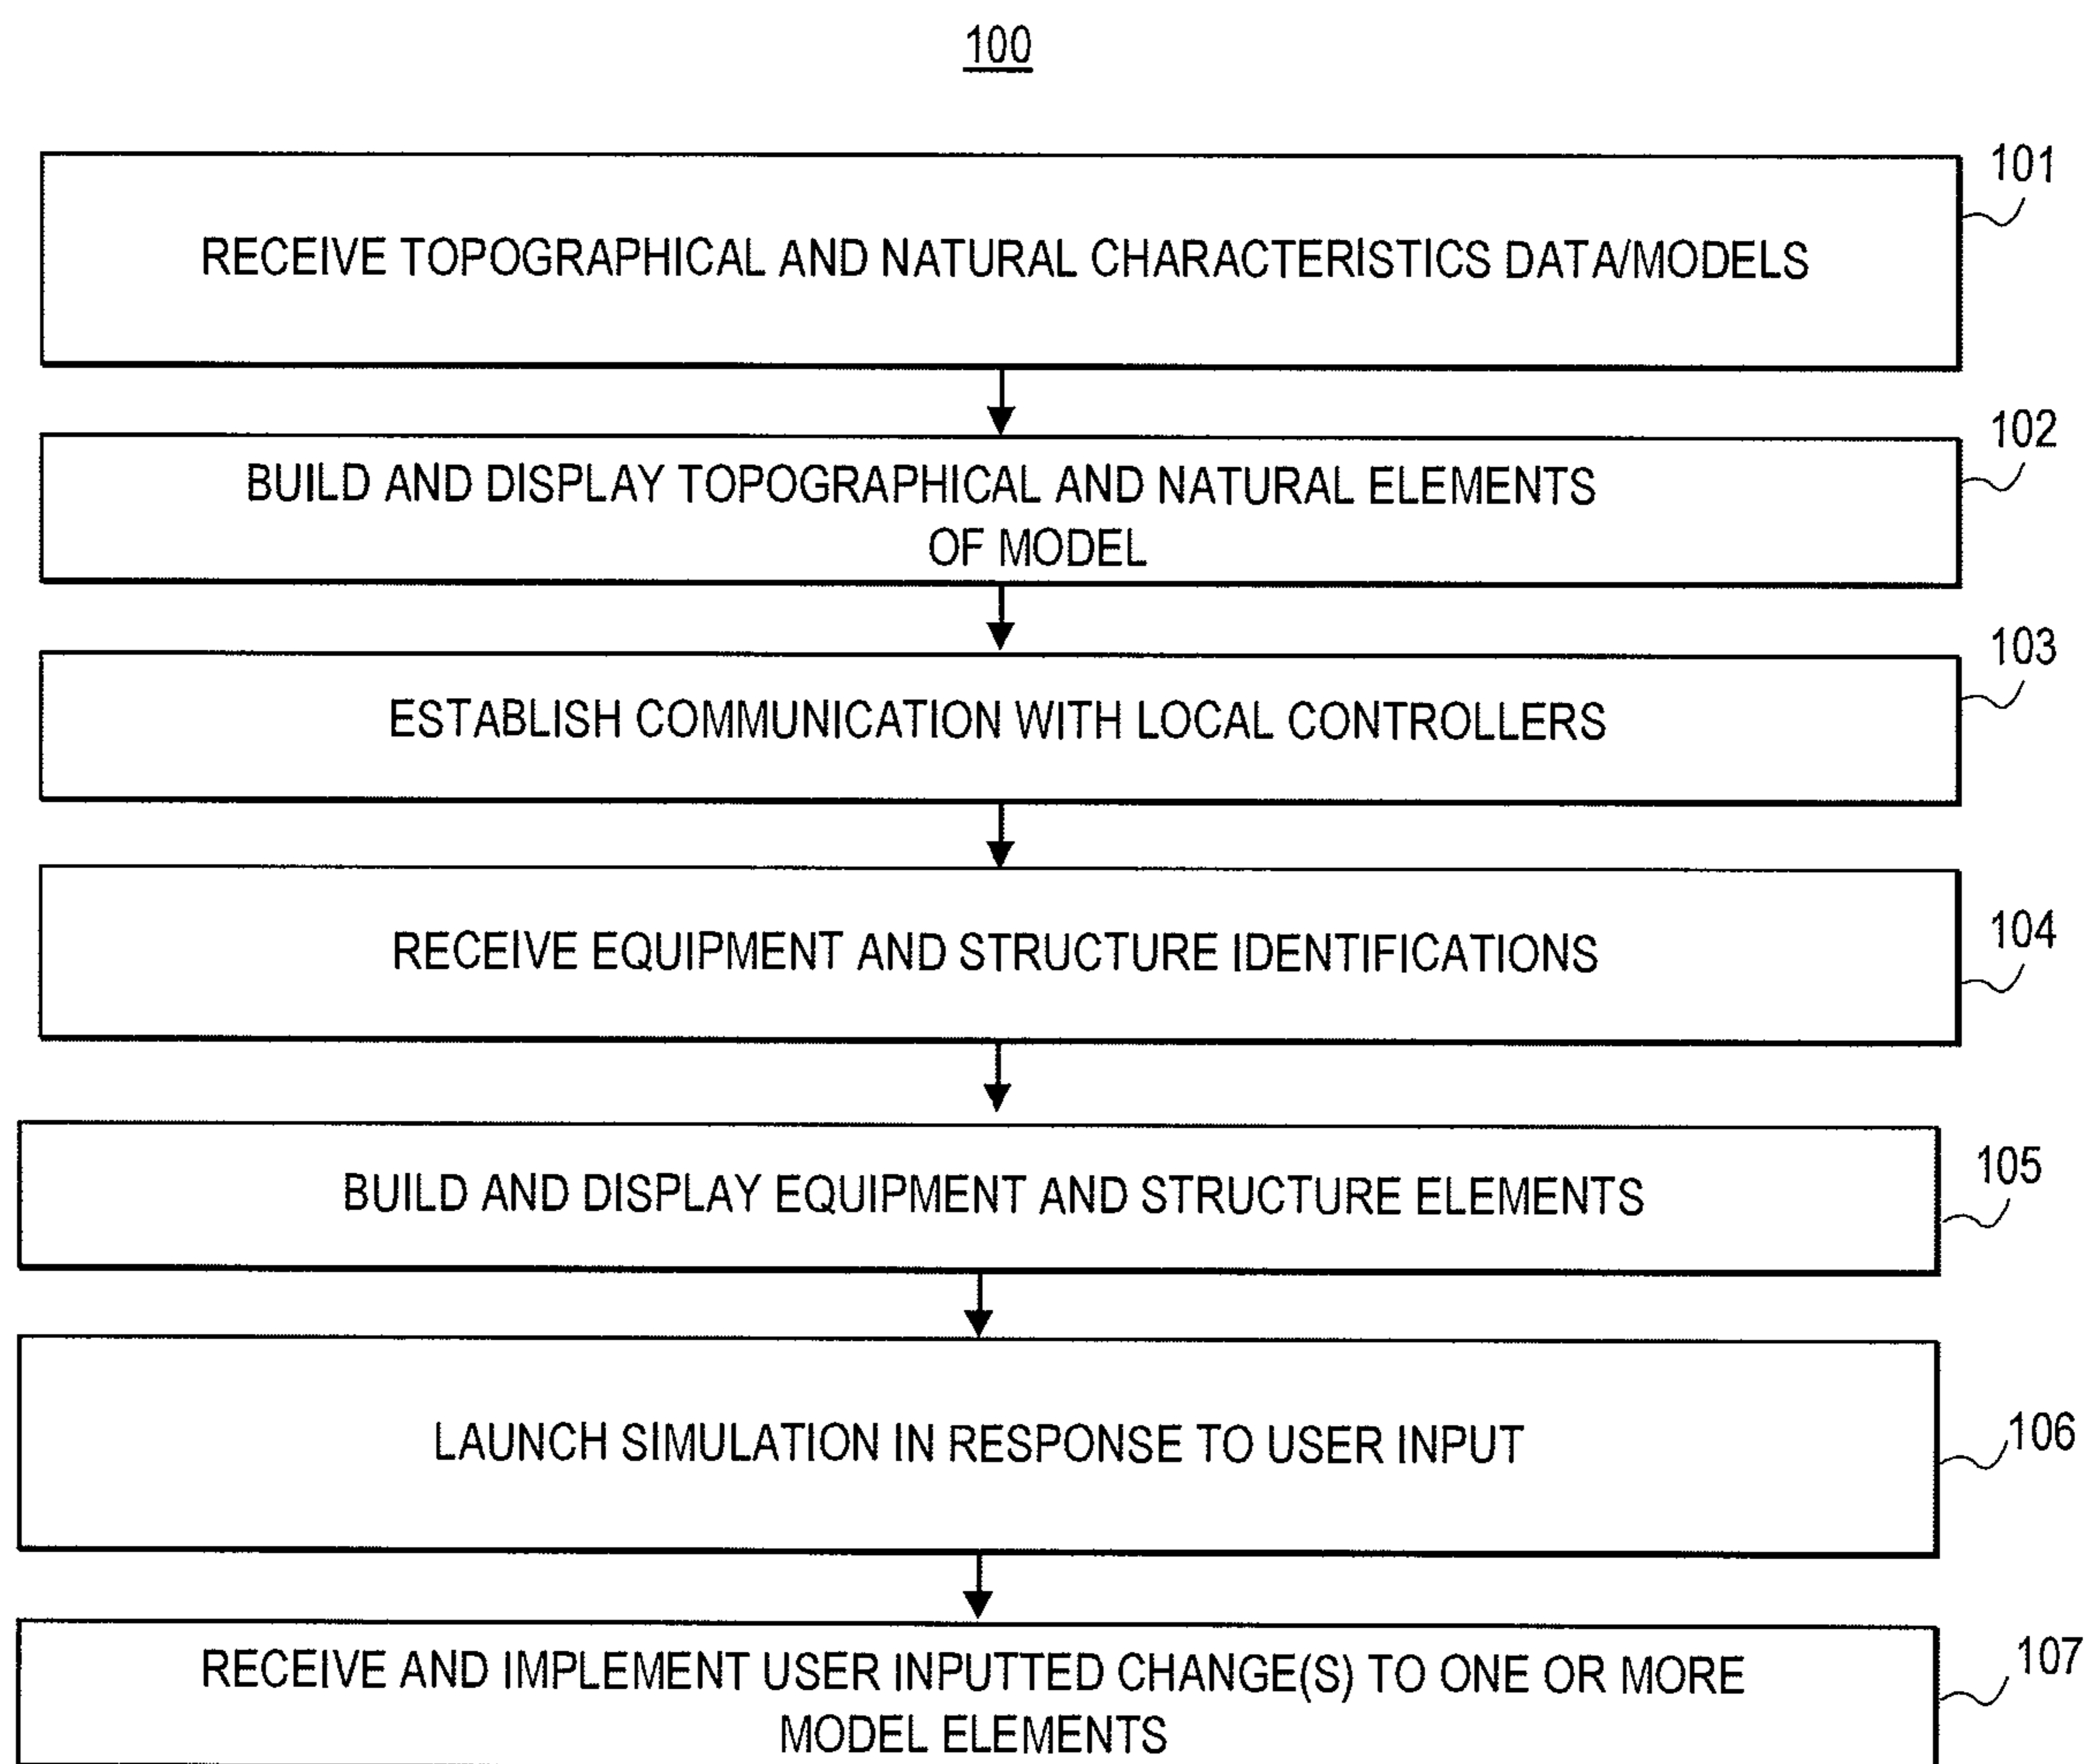 100
101
RECEIVE TOPOGRAPHICAL AND NATURAL CHARACTERISTICS DATA/MODELS
102
BUILD AND DISPLAY TOPOGRAPHICAL AND NATURAL ELEMENTS
OF MODEL
103
ESTABLISH COMMUNICATION WITH LOCAL CONTROLLERS
104
RECEIVE EQUIPMENT AND STRUCTURE IDENTIFICATIONS
105
BUILD AND DISPLAY EQUIPMENT AND STRUCTURE ELEMENTS
106
LAUNCH SIMULATION IN RESPONSE TO USER INPUT
107
RECEIVE AND IMPLEMENT USER INPUTTED CHANGE(S) TO ONE OR MORE
MODEL ELEMENTS